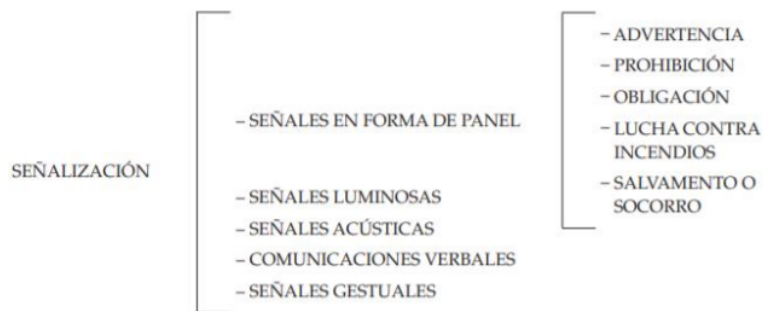 SEÑALIZACIÓN
– SEÑALES EN FORMA DE PANEL
– ADVERTENCIA
– PROHIBICIÓN
– OBLIGACIÓN
– LUCHA CONTRA
INCENDIOS
– SALVAMENTO O
SOCORRO
– SEÑALES LUMINOSAS
– SEÑALES ACÚSTICAS
– COMUNICACIONES VERBALES
– SEÑALES GESTUALES